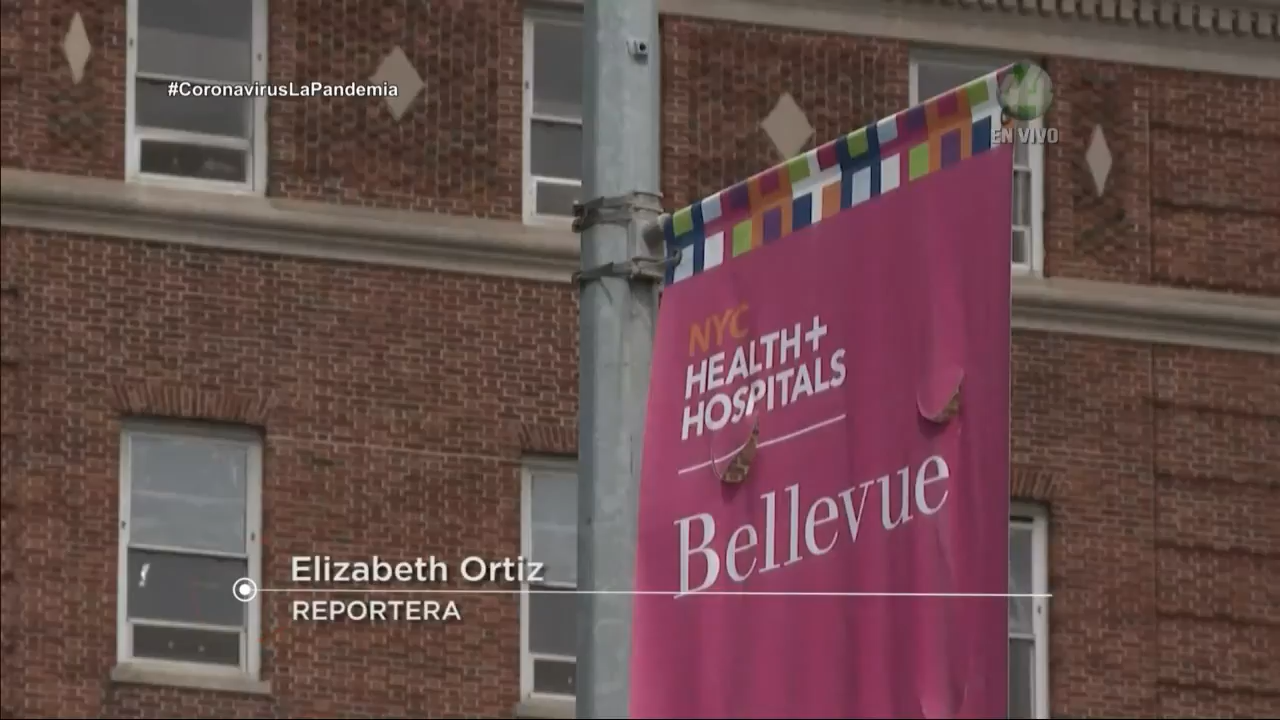 #CoronavirusLaPandemia
EN VIVO
NYC
HEALTH+
HOSPITALS
Bellevue
Elizabeth Ortiz
REPORTERA